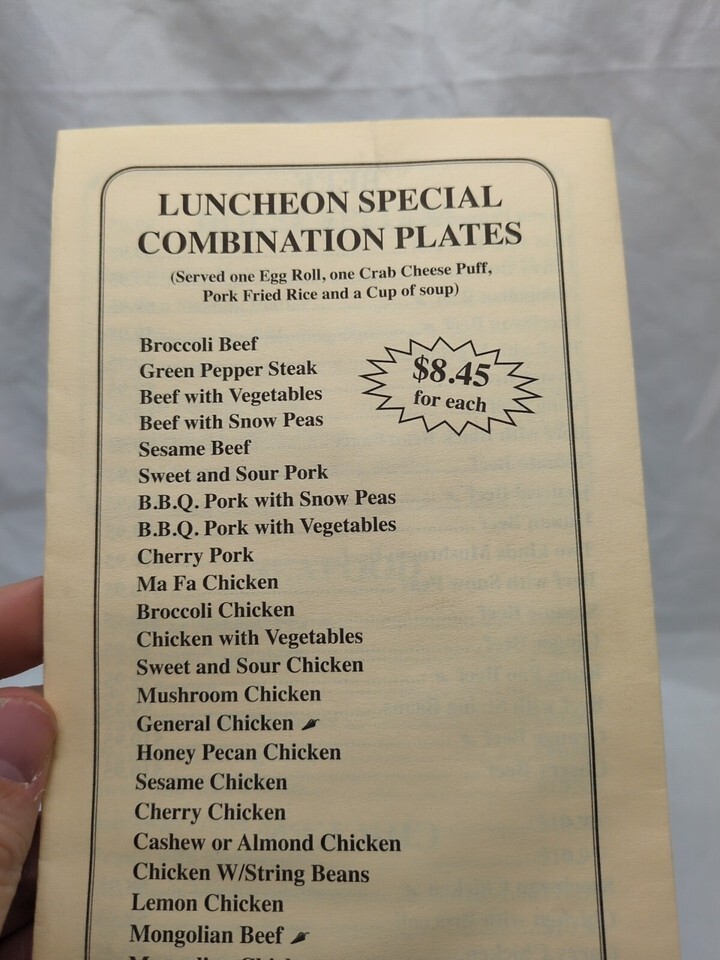 LUNCHEON SPECIAL
COMBINATION PLATES
(Served one Egg Roll, one Crab Cheese Puff,
Pork Fried Rice and a Cup of soup)
$8.45
for each
Broccoli Beef
Green Pepper Steak
Beef with Vegetables
Beef with Snow Peas
Sesame Beef
Sweet and Sour Pork
B.B.Q. Pork with Snow Peas
B.B.Q. Pork with Vegetables
Cherry Pork
Ma Fa Chicken
Broccoli Chicken
Chicken with Vegetables
Sweet and Sour Chicken
Mushroom Chicken
General Chicken
Honey Pecan Chicken
Sesame Chicken
Cherry Chicken
Cashew or Almond Chicken
Chicken W/String Beans
Lemon Chicken
Mongolian Beef